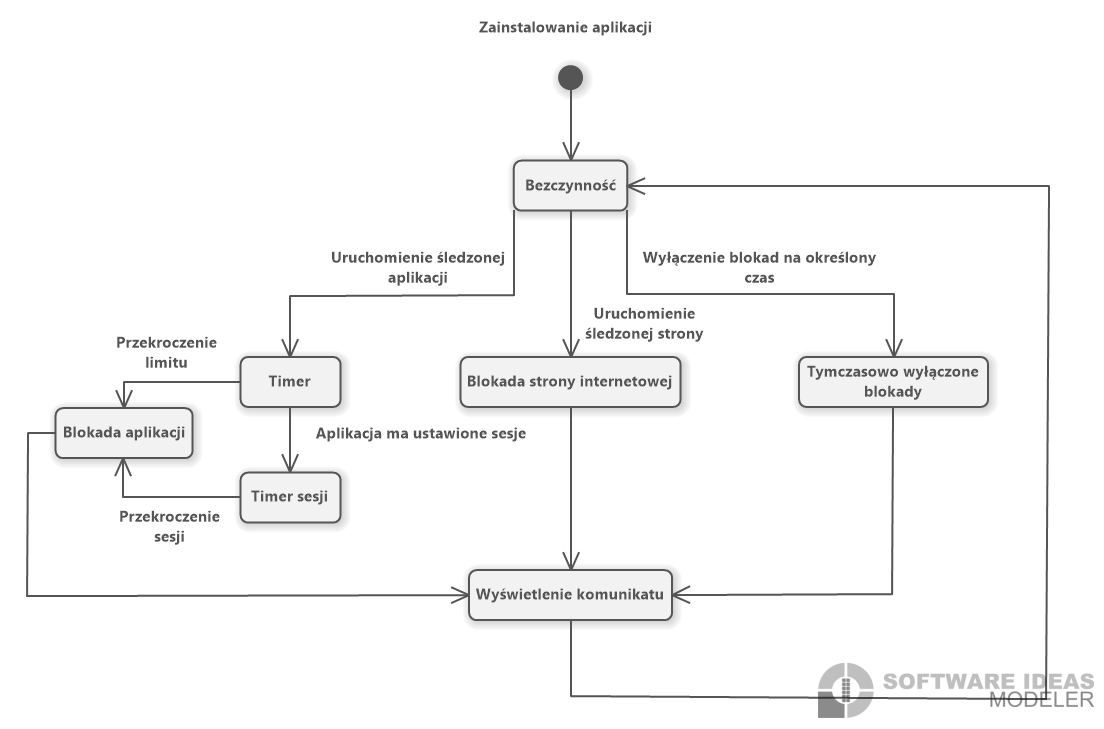 Zainstalowanie aplikacji
Bezczynność
Uruchomienie śledzonej
aplikacji
Wyłączenie blokad na określony
czas
Uruchomienie
śledzonej strony
Przekroczenie
limitu
Timer
Blokada strony internetowej
Tymczasowo wyłączone
blokady
Blokada aplikacji
Aplikacja ma ustawione sesje
Timer sesji
Przekroczenie
sesji
Wyświetlenie komunikatu
SOFTWARE IDEAS
MODELER